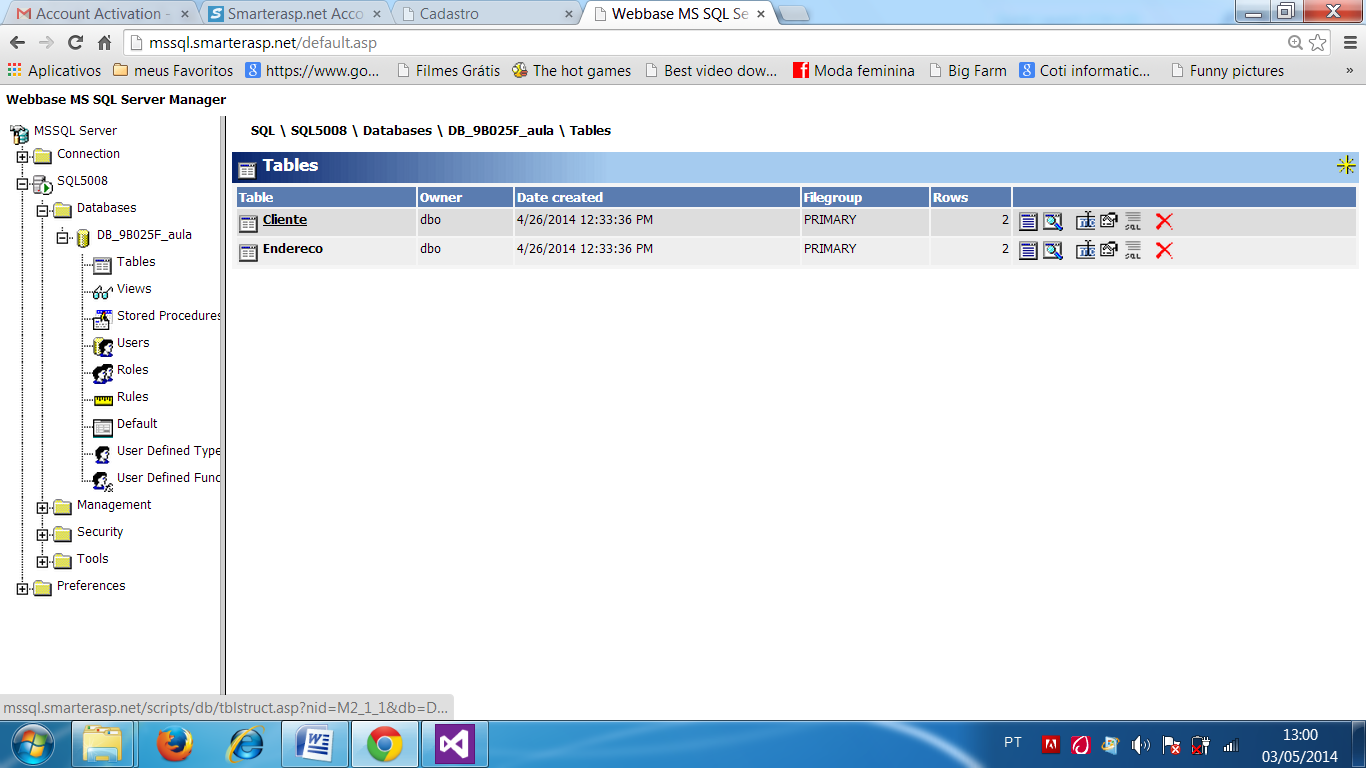 Account Activation -
Smarterasp.net Acco
Cadastro
Webbase MS SQL Se
mssql.smarterasp.net/default.asp
Aplicativos
meus Favoritos
https://www.go...
Filmes Grátis
The hot games
Best video dow...
Moda feminina
Big Farm
Coti informatic...
Funny pictures
»
Webbase MS SQL Server Manager
MSSQL Server
Connection
SQL5008
Databases
DB_9B025F_aula
Tables
Views
Stored Procedures
Users
Roles
Rules
Default
User Defined Type
User Defined Func
Management
Security
Tools
Preferences
SQL \ SQL5008 \ Databases \ DB_9B025F_aula \ Tables
Tables
Table Owner Date created Filegroup Rows
Cliente dbo 4/26/2014 12:33:36 PM PRIMARY 2 SQL
Endereco dbo 4/26/2014 12:33:36 PM PRIMARY 2 SQL
mssql.smarterasp.net/scripts/db/tblstruct.asp?nid=M2_1_1&db=D...
PT
13:00
03/05/2014